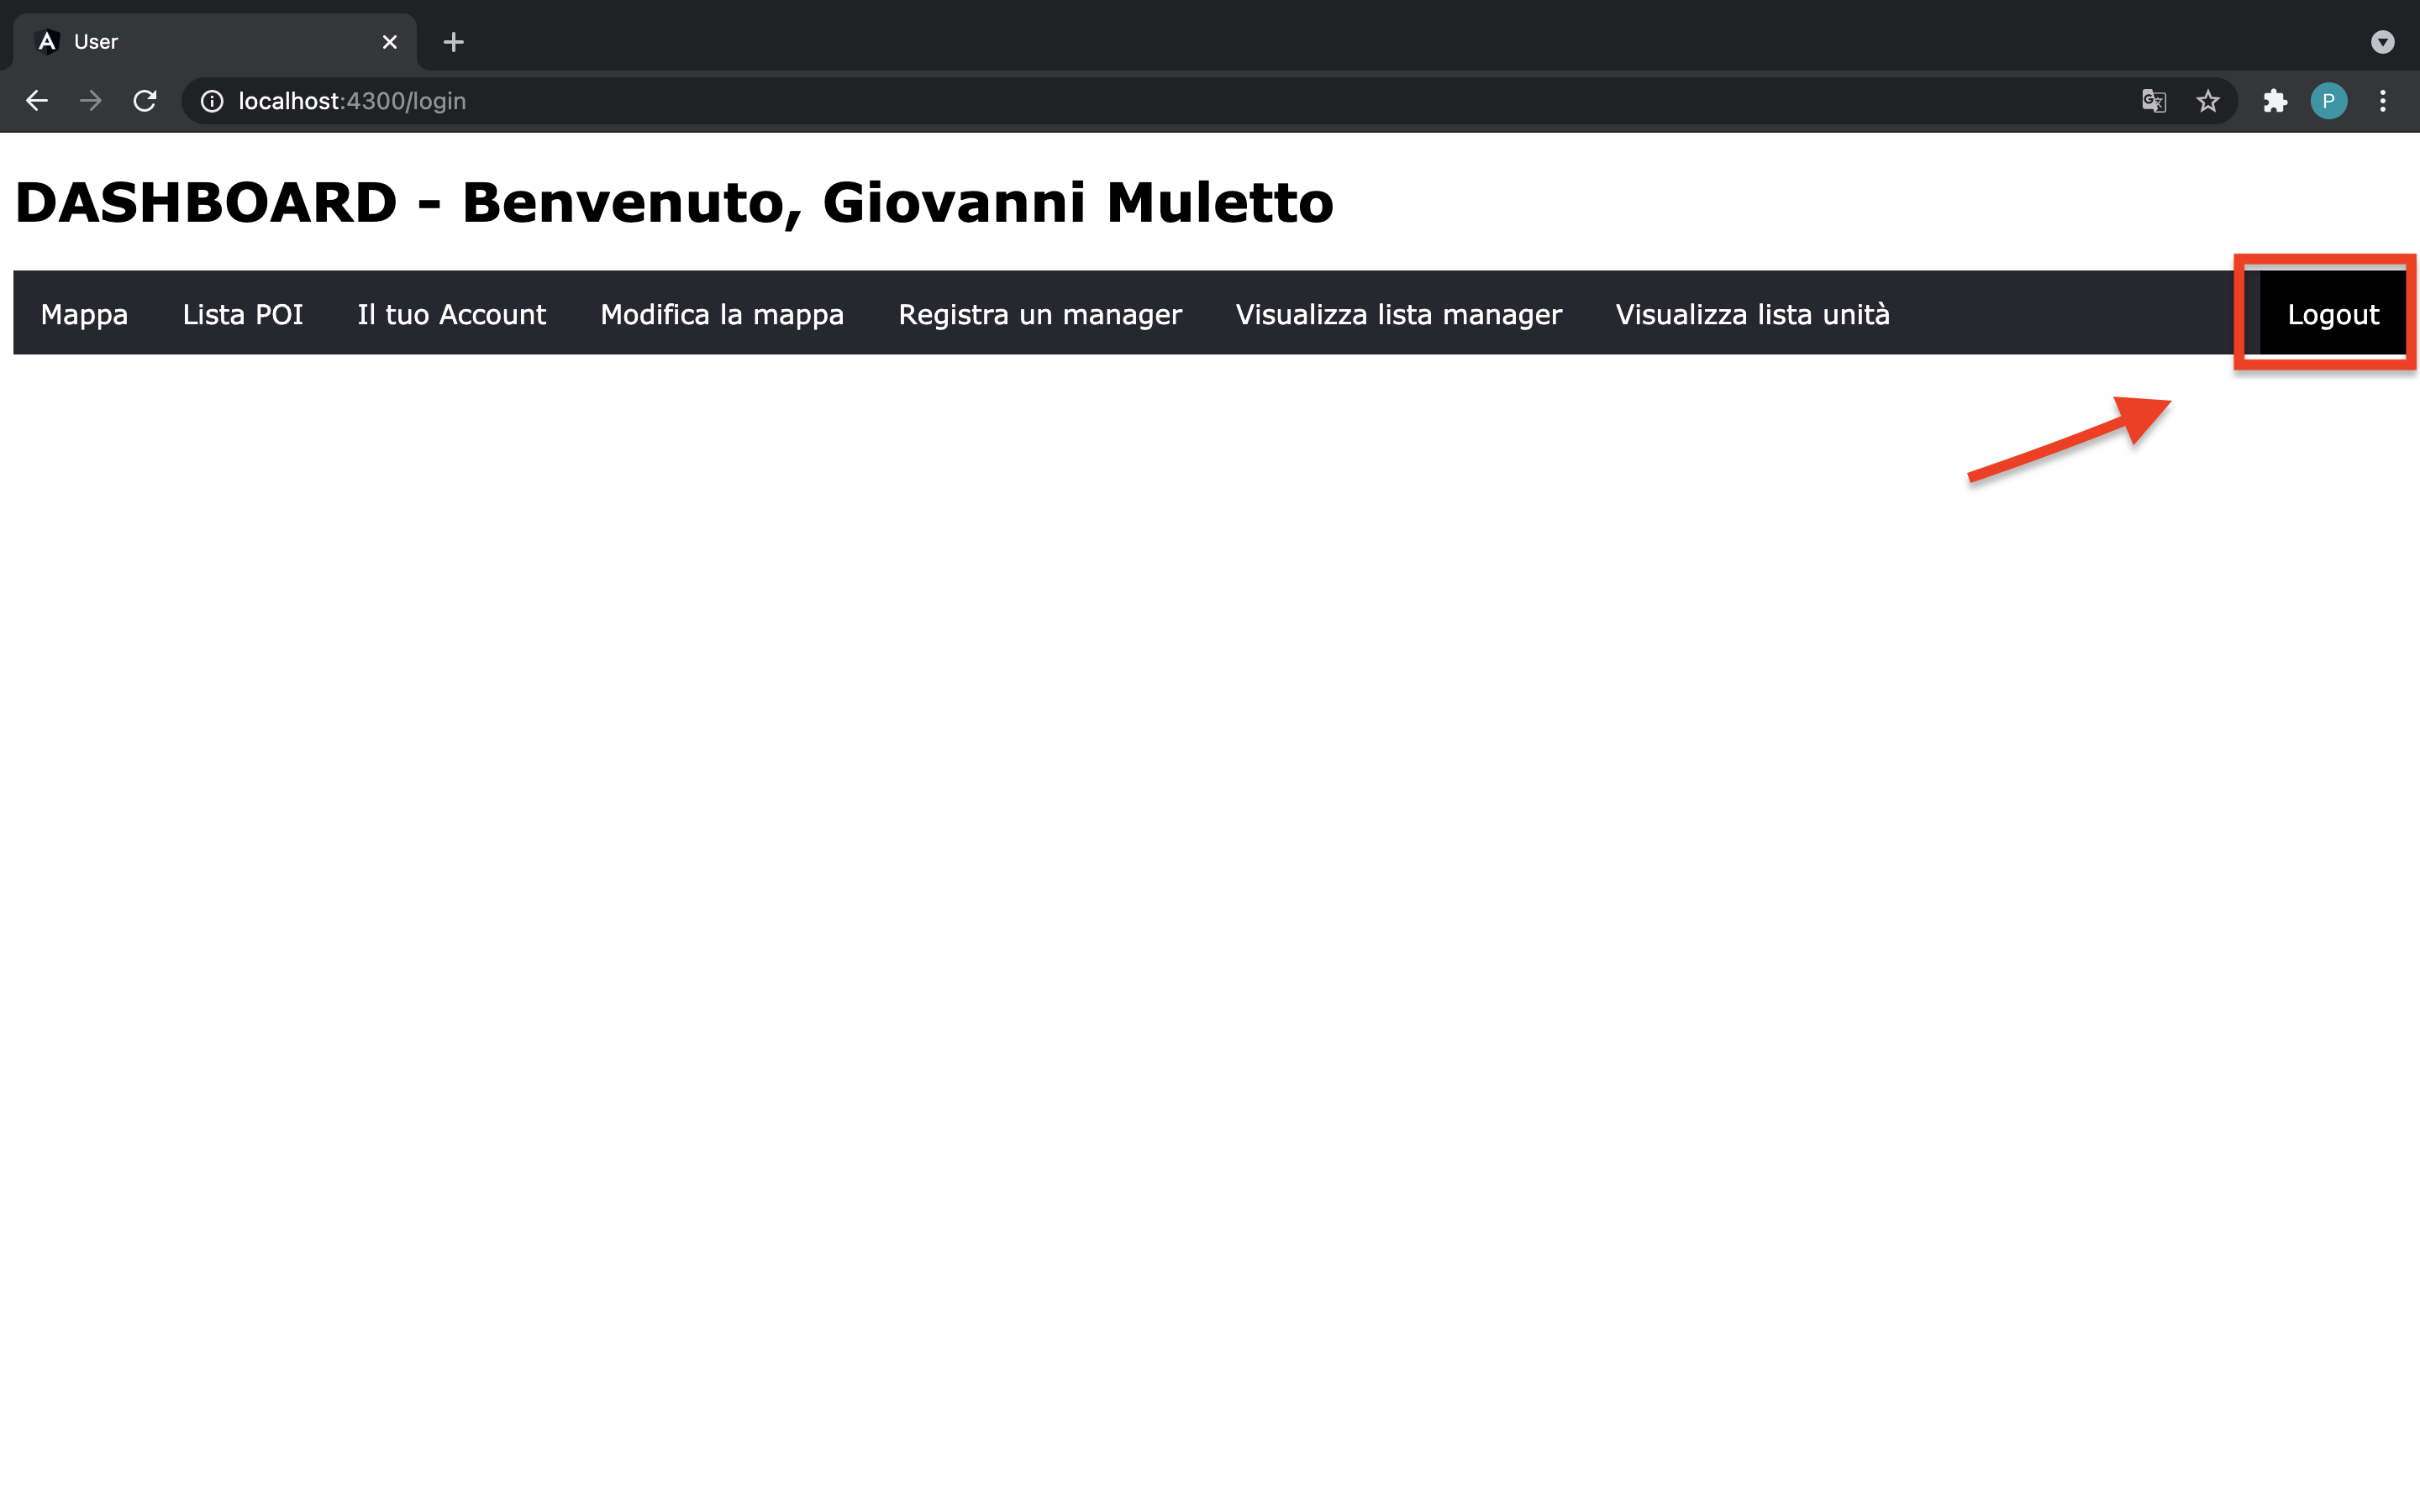 User
localhost:4300/login
P
DASHBOARD - Benvenuto, Giovanni Muletto
Mappa Lista POI Il tuo Account Modifica la mappa Registra un manager Visualizza lista manager Visualizza lista unità Logout